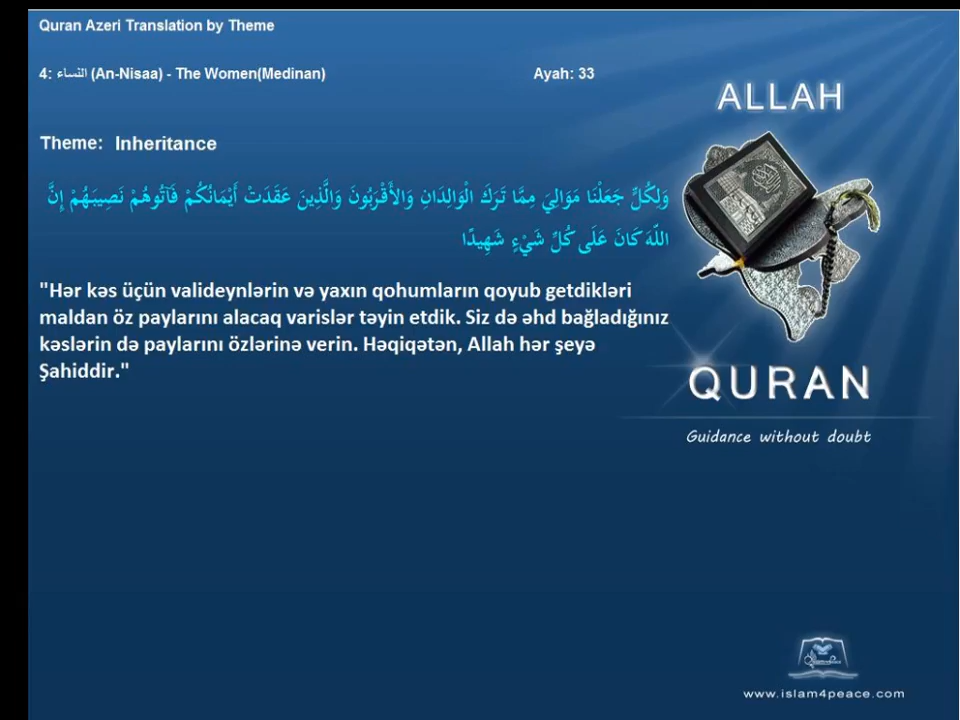 Quran Azeri Translation by Theme
4: النساء (An-Nisaa) - The Women(Medinan) Ayah: 33
Theme: Inheritance
وَلِكُلٍّ جَعَلْنَا مَوَالِيَ مِمَّا تَرَكَ الْوَالِدَانِ وَالأَقْرَبُونَ وَالَّذِينَ عَقَدَتْ أَيْمَانُكُمْ فَآتُوهُمْ نَصِيبَهُمْ إِنَّ
اللّهَ كَانَ عَلَى كُلِّ شَيْءٍ شَهِيدًا
"Hər kəs üçün valideynlərin və yaxın qohumların qoyub getdikləri
maldan öz paylarını alacaq varislər təyin etdik. Siz də əhd bağladığınız
kəslərin də paylarını özlərinə verin. Həqiqətən, Allah hər şeyə
Şahiddir."
ALLAH
QURAN
Guidance without doubt
www.islam4peace.com